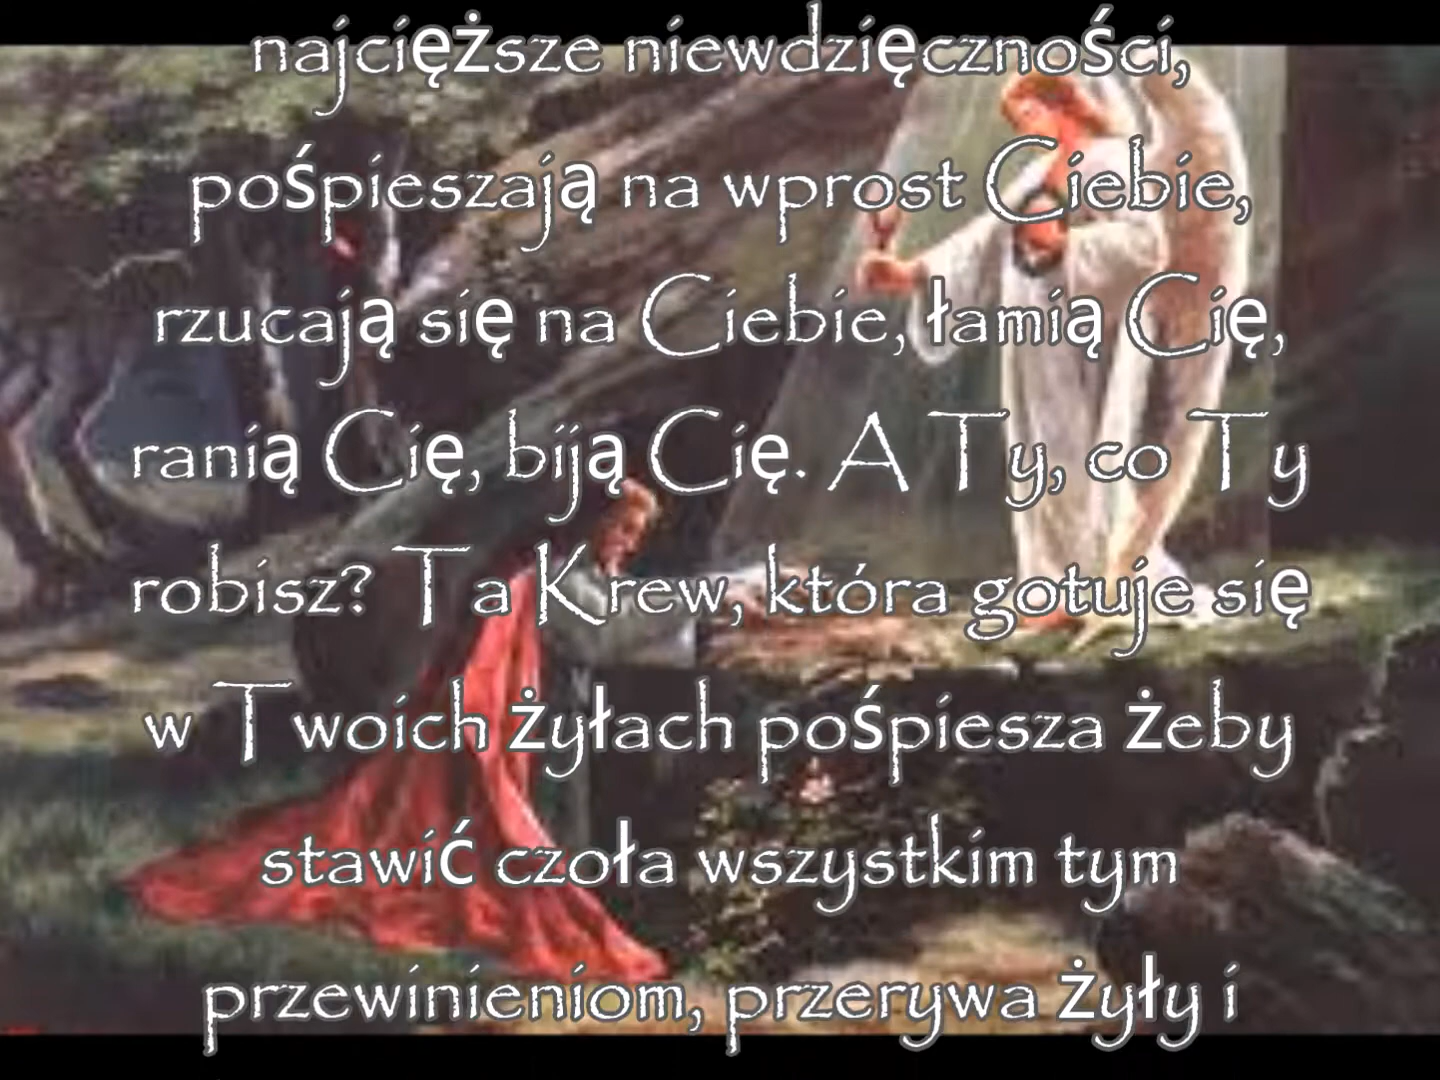 najcięższe niewdzięczności,
pośpieszają na wprost Ciebie,
rzucają się na Ciebie, łamią Cię,
ranią Cię, biją Cię. A Ty, co Ty
robisz? Ta Krew, która gotuje się
w Twoich żyłach pośpiesza żeby
stawić czoła wszystkim tym
przewinieniom, przerywa żyły i